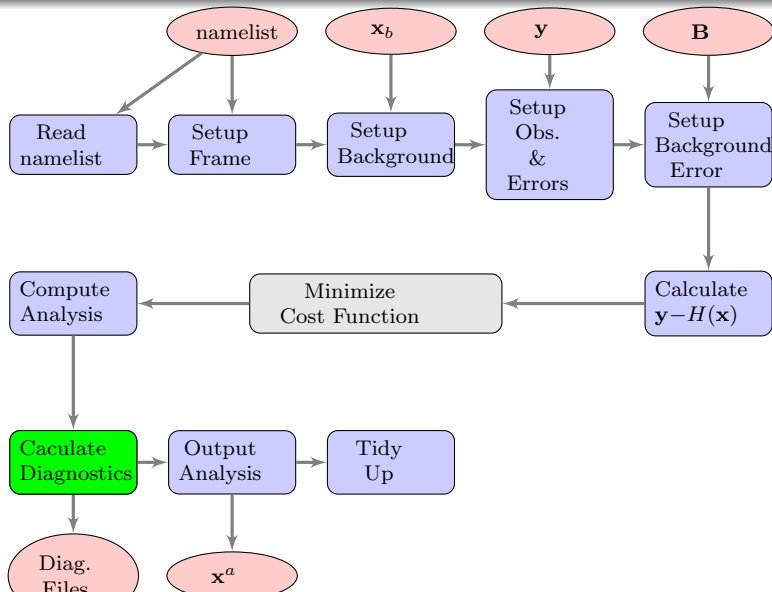 namelist
x_b
y
B
Read
namelist
Setup
Frame
Setup
Background
Setup
Obs.
&
Errors
Setup
Background
Error
Compute
Analysis
Minimize
Cost Function
Calculate
y−H(x)
Caculate
Diagnostics
Output
Analysis
Tidy
Up
Diag.
Files
x^a